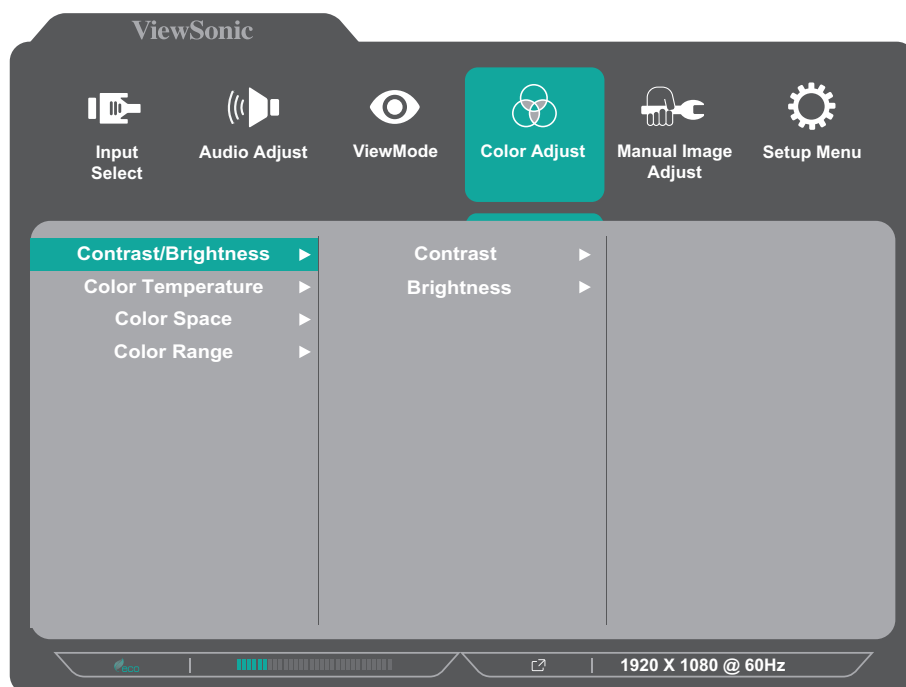 ViewSonic
Input Select
Audio Adjust
ViewMode
Color Adjust
Manual Image Adjust
Setup Menu
Contrast/Brightness
Contrast
Color Temperature
Brightness
Color Space
Color Range
eco
1920 X 1080 @ 60Hz